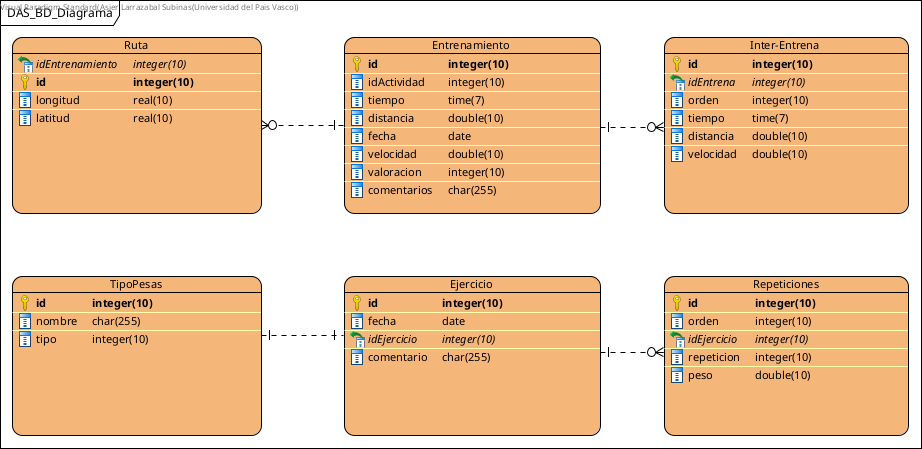 Visual Paradigm Standard(Asier Larrazabal Subinas(Universidad del Pais Vasco))
DAS_BD_Diagrama
Ruta
idEntrenamiento integer(10)
id integer(10)
longitud real(10)
latitud real(10)
Entrenamiento
id integer(10)
idActividad integer(10)
tiempo time(7)
distancia double(10)
fecha date
velocidad double(10)
valoracion integer(10)
comentarios char(255)
Inter-Entrena
id integer(10)
idEntrena integer(10)
orden integer(10)
tiempo time(7)
distancia double(10)
velocidad double(10)
TipoPesas
id integer(10)
nombre char(255)
tipo integer(10)
Ejercicio
id integer(10)
fecha date
idEjercicio integer(10)
comentario char(255)
Repeticiones
id integer(10)
orden integer(10)
idEjercicio integer(10)
repeticion integer(10)
peso double(10)